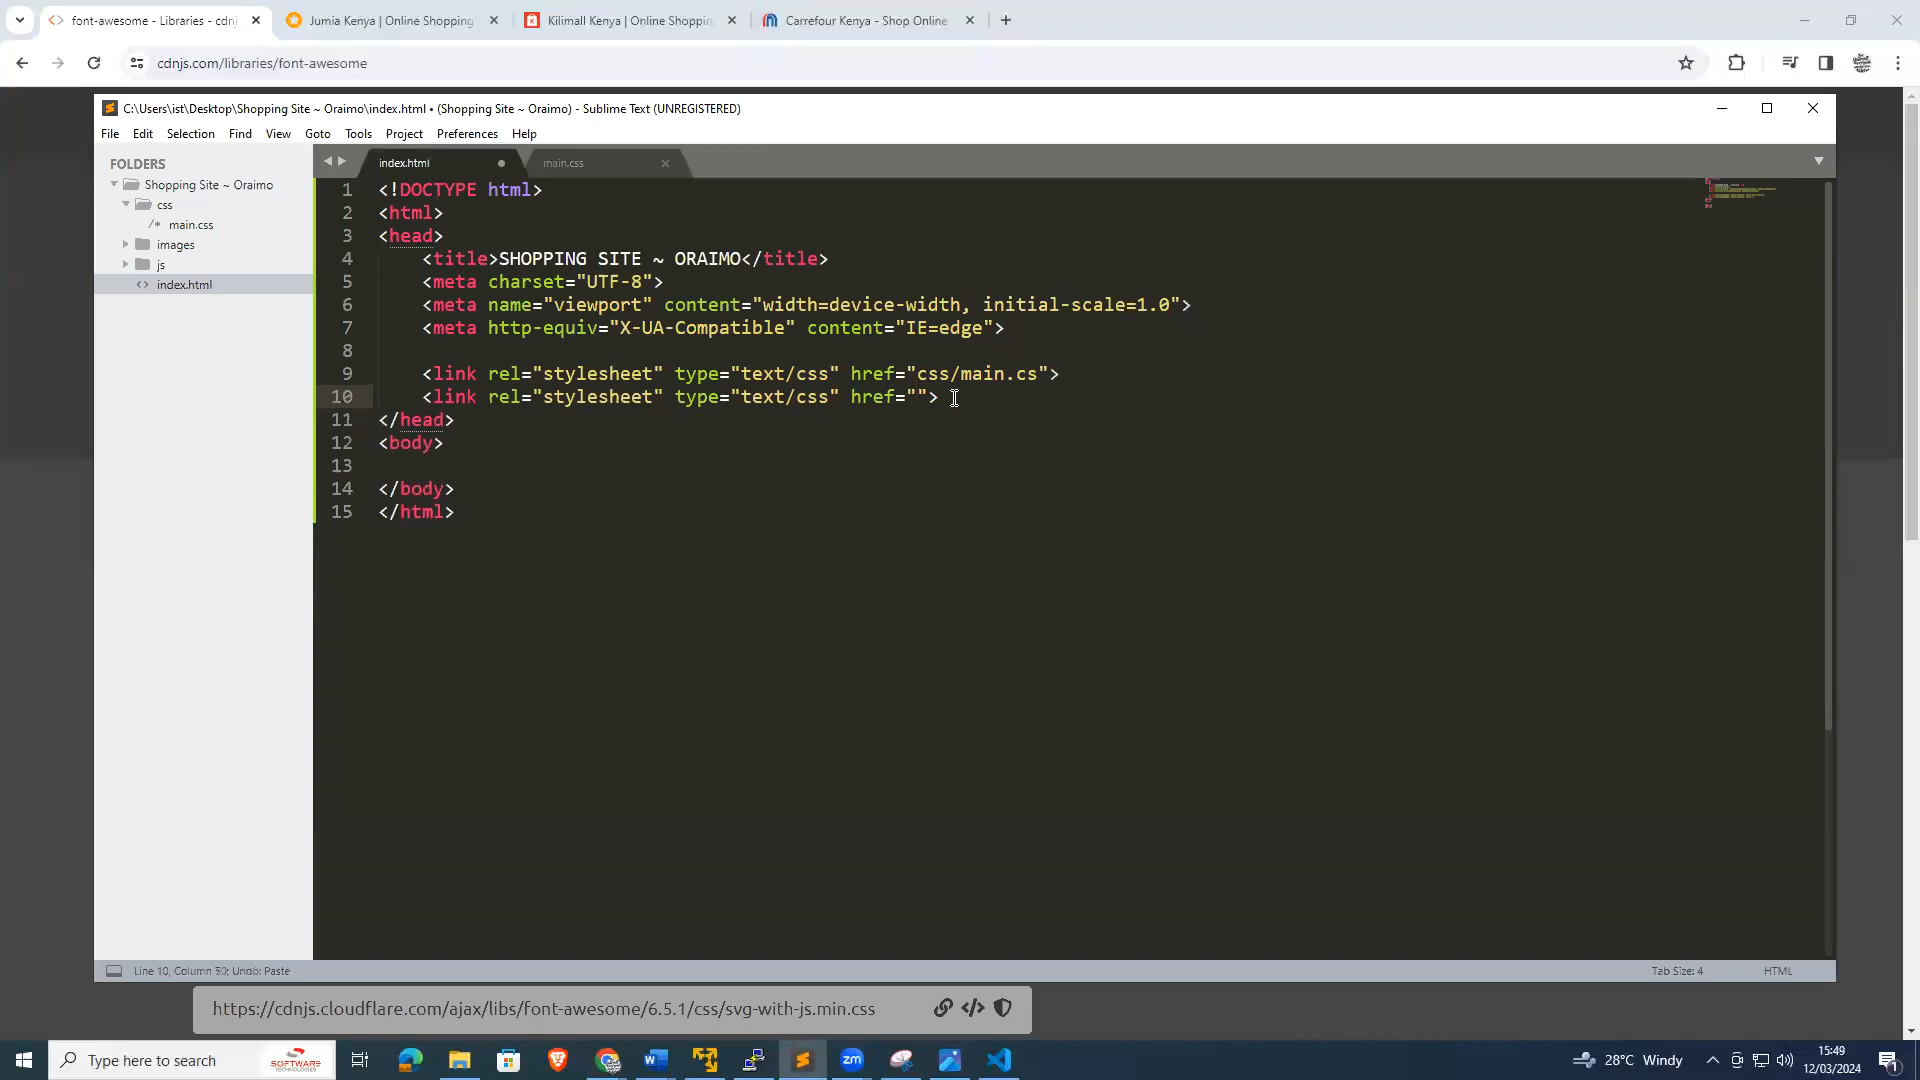 font-awesome - Libraries - cdnj
Jumia Kenya | Online Shopping
Kilimall Kenya | Online Shoppin
Carrefour Kenya - Shop Online
cdnjs.com/libraries/font-awesome
C:\Users\ist\Desktop\Shopping Site ~ Oraimo\index.html • (Shopping Site ~ Oraimo) - Sublime Text (UNREGISTERED)
File Edit Selection Find View Goto Tools Project Preferences Help
FOLDERS
Shopping Site ~ Oraimo
css
/* main.css
images
js
<> index.html
index.html
main.css
1 <!DOCTYPE html>
2 <html>
3 <head>
4 <title>SHOPPING SITE ~ ORAIMO</title>
5 <meta charset="UTF-8">
6 <meta name="viewport" content="width=device-width, initial-scale=1.0">
7 <meta http-equiv="X-UA-Compatible" content="IE=edge">
8
9 <link rel="stylesheet" type="text/css" href="css/main.cs">
10 <link rel="stylesheet" type="text/css" href="">
11 </head>
12 <body>
13
14 </body>
15 </html>
Line 10, Column 50; Undo: Paste
Tab Size: 4
HTML
https://cdnjs.cloudflare.com/ajax/libs/font-awesome/6.5.1/css/svg-with-js.min.css
Type here to search
SOFTWARE
TECHNOLOGIES
zm
28°C Windy
15:49
12/03/2024
1